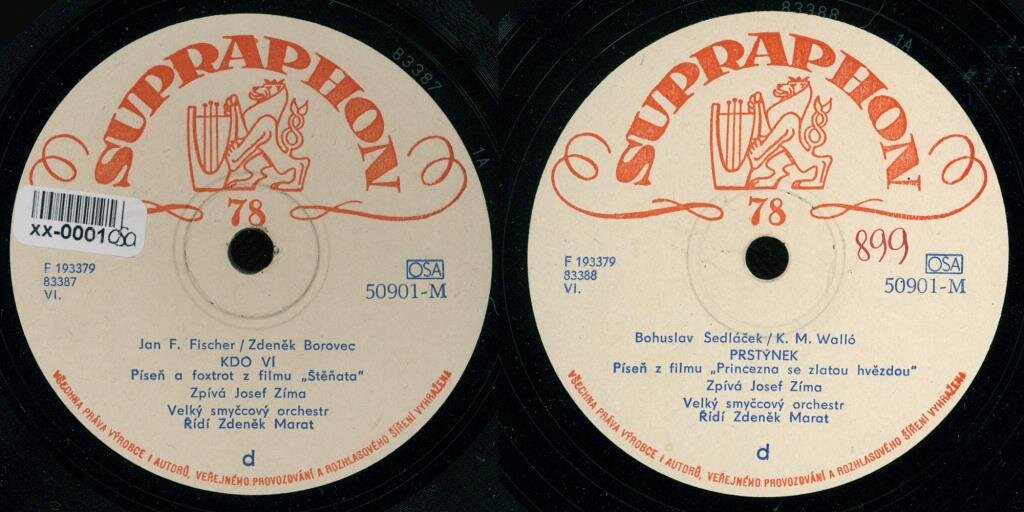 83387
1A
SUPRAPHON
78
XX-0001
F 193379
83387
VI.
OSA
50901-M
Jan F. Fischer / Zdeněk Borovec
KDO VÍ
Píseň a foxtrot z filmu „Štěňata"
Zpívá Josef Zíma
Velký smyčcový orchestr
Řídí Zdeněk Marat
d
VŠECHNA PRÁVA VÝROBCE I AUTORŮ, VEŘEJNÉHO PROVOZOVÁNÍ A ROZHLASOVÉHO ŠÍŘENÍ VYHRAŽENA
83388
1A
SUPRAPHON
78
899
F 193379
83388
VI.
OSA
50901-M
Bohuslav Sedláček / K. M. Walló
PRSTÝNEK
Píseň z filmu „Princezna se zlatou hvězdou"
Zpívá Josef Zíma
Velký smyčcový orchestr
Řídí Zdeněk Marat
d
VŠECHNA PRÁVA VÝROBCE I AUTORŮ, VEŘEJNÉHO PROVOZOVÁNÍ A ROZHLASOVÉHO ŠÍŘENÍ VYHRAŽENA